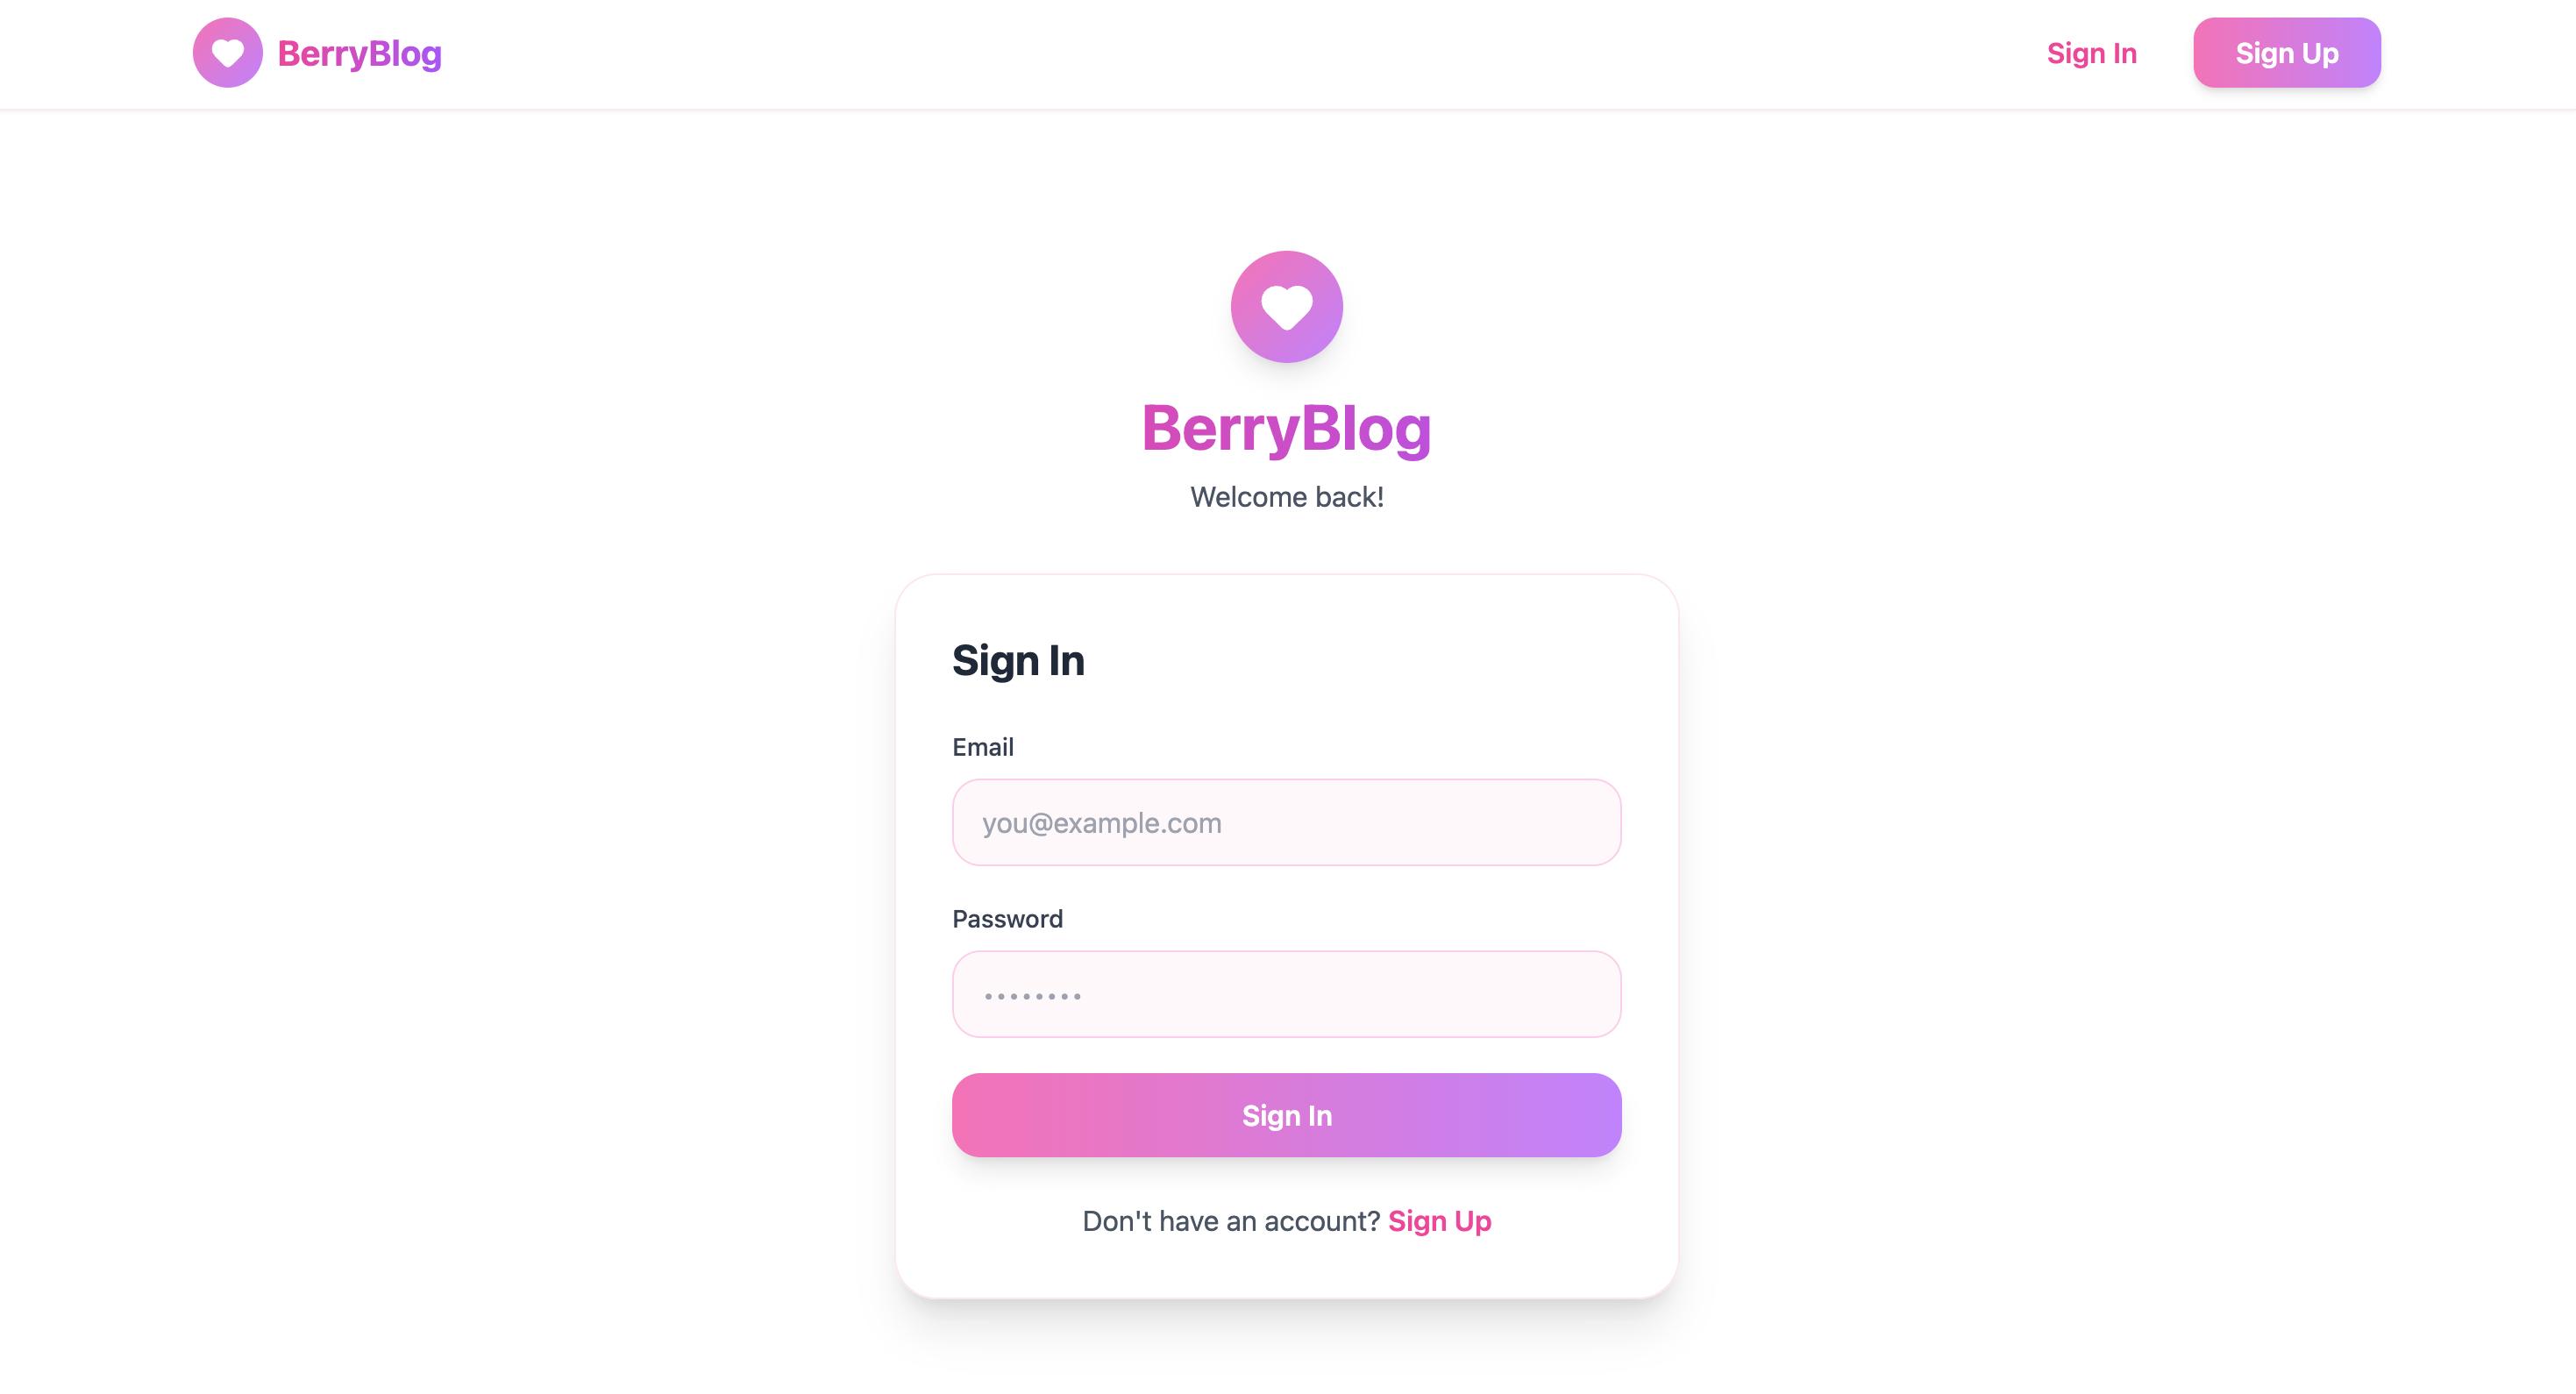 BerryBlog
Sign In
Sign Up
BerryBlog
Welcome back!
Sign In
Email
you@example.com
Password
••••••••
Sign In
Don't have an account? Sign Up